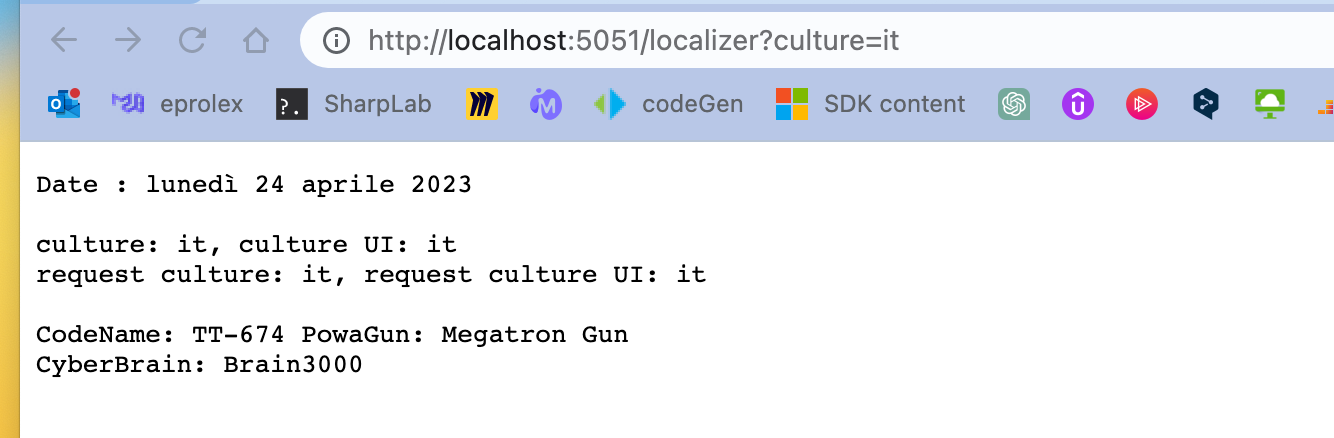 http://localhost:5051/localizer?culture=it
eprolex SharpLab codeGen SDK content
Date : lunedì 24 aprile 2023
culture: it, culture UI: it
request culture: it, request culture UI: it
CodeName: TT-674 PowaGun: Megatron Gun
CyberBrain: Brain3000